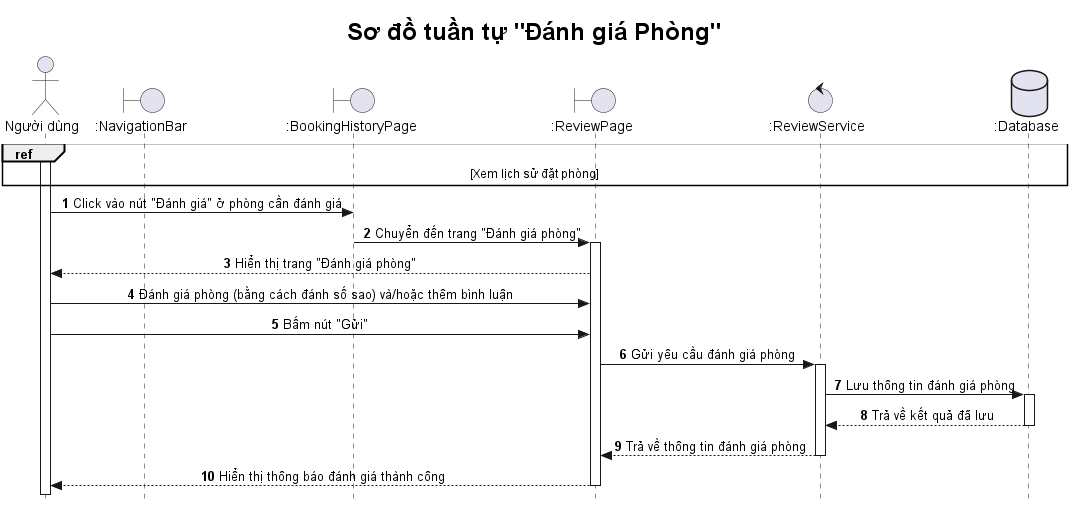 Sơ đồ tuần tự "Đánh giá Phòng"
Người dùng
:NavigationBar
:BookingHistoryPage
:ReviewPage
:ReviewService
:Database
ref
[Xem lịch sử đặt phòng]
1 Click vào nút "Đánh giá" ở phòng cần đánh giá
2 Chuyển đến trang "Đánh giá phòng"
3 Hiển thị trang "Đánh giá phòng"
4 Đánh giá phòng (bằng cách đánh số sao) và/hoặc thêm bình luận
5 Bấm nút "Gửi"
6 Gửi yêu cầu đánh giá phòng
7 Lưu thông tin đánh giá phòng
8 Trả về kết quả đã lưu
9 Trả về thông tin đánh giá phòng
10 Hiển thị thông báo đánh giá thành công